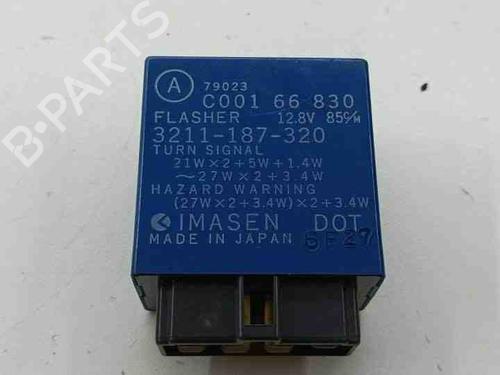 A
79023
C001 66 830
FLASHER 12.8V 85c/m
3211-187-320
TURN SIGNAL
21W×2+5W+1.4W
~27W×2+3.4W
HAZARD WARNING
(27W×2+3.4W)×2+3.4W
IMASEN DOT
MADE IN JAPAN 5F27
B-PARTS